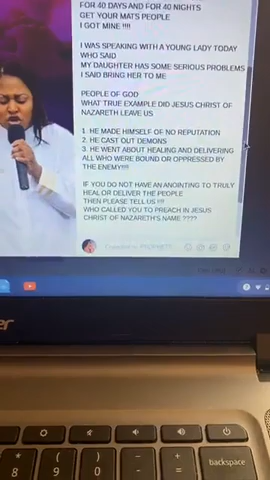 FOR 40 DAYS AND FOR 40 NIGHTS
GET YOUR MATS PEOPLE
I GOT MINE !!!!
I WAS SPEAKING WITH A YOUNG LADY TODAY
WHO SAID
MY DAUGHTER HAS SOME SERIOUS PROBLEMS
I SAID BRING HER TO ME
PEOPLE OF GOD
WHAT TRUE EXAMPLE DID JESUS CHRIST OF
NAZARETH LEAVE US
1. HE MADE HIMSELF OF NO REPUTATION
2. HE CAST OUT DEMONS
3. HE WENT ABOUT HEALING AND DELIVERING
ALL WHO WERE BOUND OR OPPRESSED BY
THE ENEMY!!!!
IF YOU DO NOT HAVE AN ANOINTING TO TRULY
HEAL OR DELIVER THE PEOPLE
THEN PLEASE TELL US !!!!
WHO CALLED YOU TO PREACH IN JESUS
CHRIST OF NAZARETH'S NAME ????
er
* ( ) _ +
8 9 0 - =
backspace